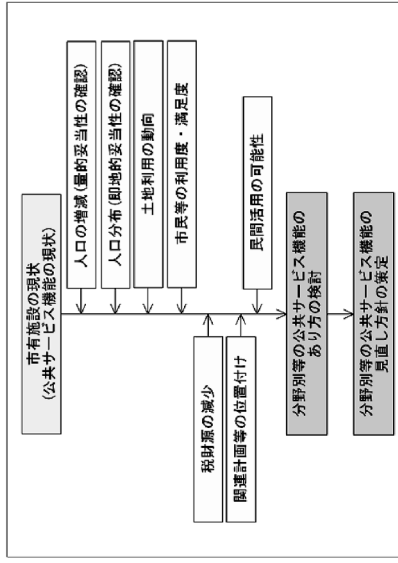 市有施設の現状
(公共サービス機能の現状)
人口の増減(量的妥当性の確認)
人口分布(即地的妥当性の確認)
土地利用の動向
市民等の利用度・満足度
税財源の減少
関連計画等の位置付け
民間活用の可能性
分野別等の公共サービス機能の
あり方の検討
分野別等の公共サービス機能の
見直し方針の策定